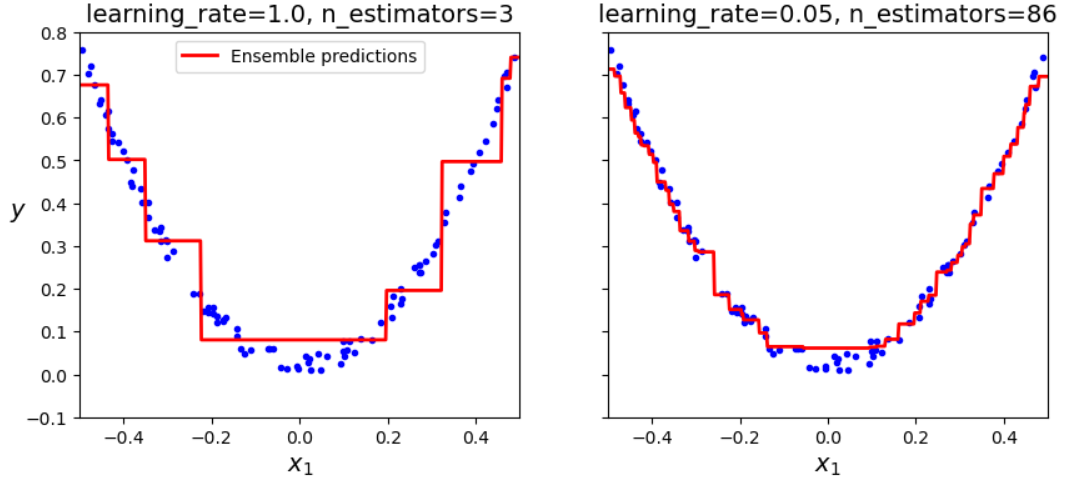 learning_rate=1.0, n_estimators=3
Ensemble predictions
0.8
0.7
0.6
0.5
0.4
0.3
0.2
0.1
0.0
−0.1
y
−0.4 −0.2 0.0 0.2 0.4
x₁
learning_rate=0.05, n_estimators=86
−0.4 −0.2 0.0 0.2 0.4
x₁